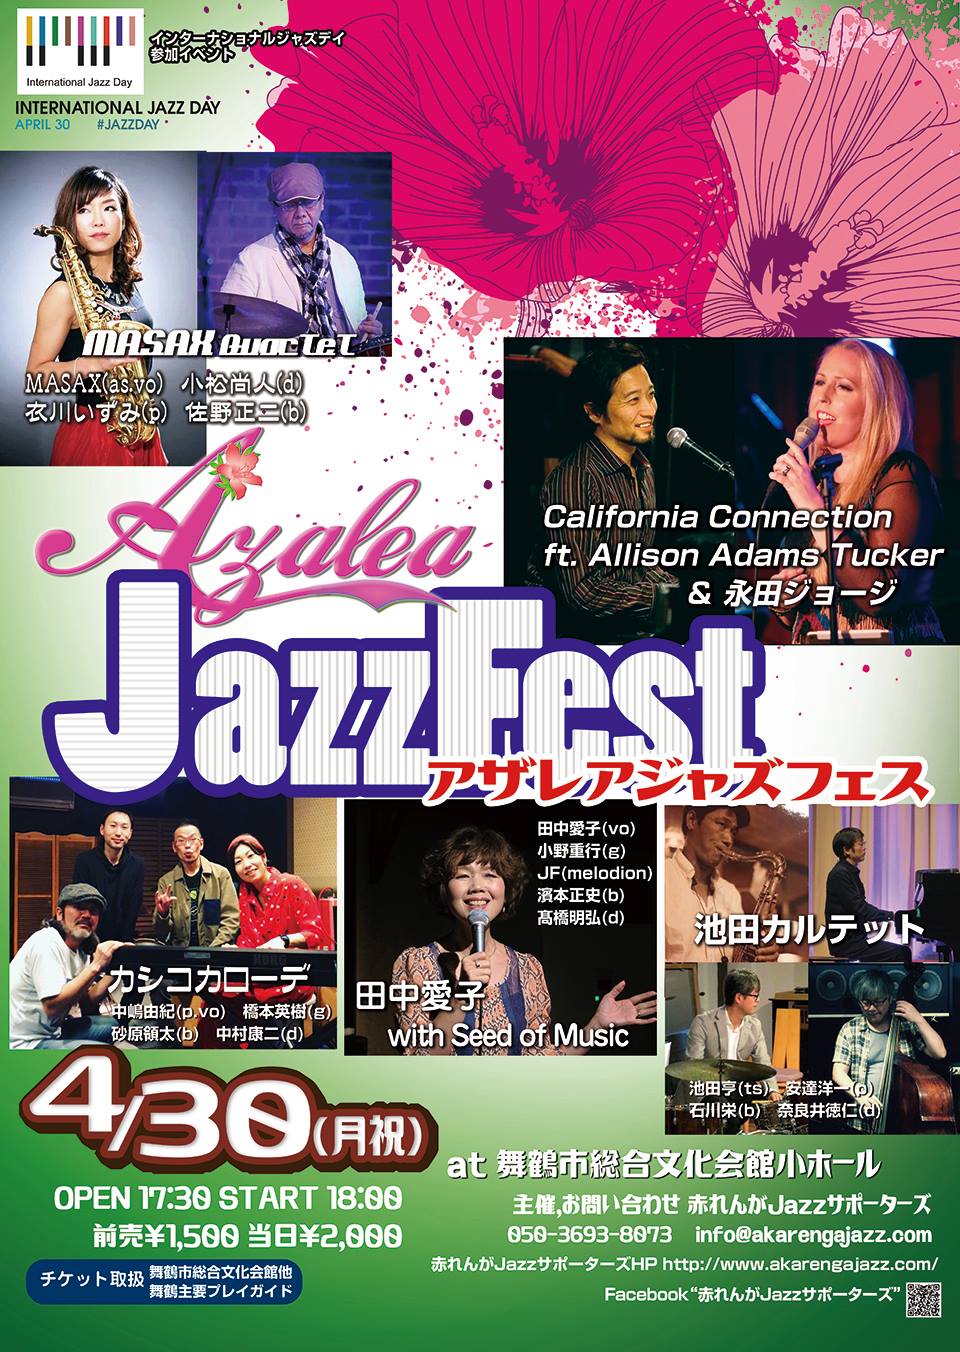 International Jazz Day
インターナショナルジャズデイ
参加イベント
INTERNATIONAL JAZZ DAY
APRIL 30 #JAZZDAY
MASAX Quartet
MASAX(as.vo) 小松尚人(d)
衣川いずみ(p) 佐野正二(b)
California Connection
ft. Allison Adams Tucker
& 永田ジョージ
Azalea
JazzFest
アザレアジャズフェス
KORG
カシコカローデ
中嶋由紀(p.vo) 橋本英樹(g)
砂原領太(b) 中村康二(d)
田中愛子(vo)
小野重行(g)
JF(melodion)
濱本正史(b)
髙橋明弘(d)
田中愛子
with Seed of Music
池田カルテット
池田亨(ts) 安達洋一(p)
石川栄(b) 奈良井徳仁(d)
4/30(月祝)
OPEN 17:30 START 18:00
前売¥1,500 当日¥2,000
チケット取扱 舞鶴市総合文化会館他
舞鶴主要プレイガイド
at 舞鶴市総合文化会館小ホール
主催,お問い合わせ 赤れんがJazzサポーターズ
050-3693-8073 info@akarengajazz.com
赤れんがJazzサポーターズHP http://www.akarengajazz.com/
Facebook“赤れんがJazzサポーターズ”